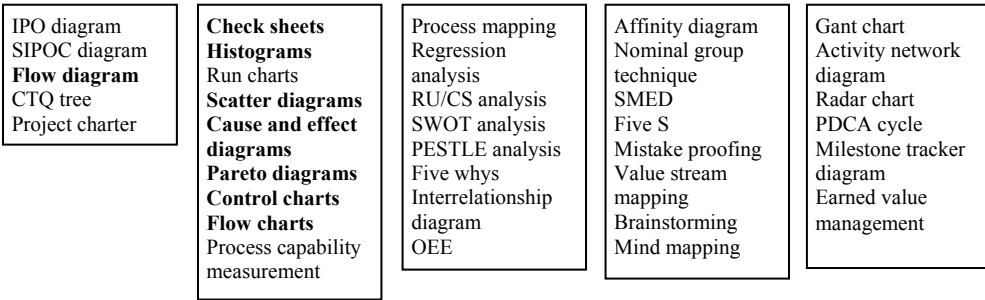 IPO diagram
SIPOC diagram
Flow diagram
CTQ tree
Project charter
Check sheets
Histograms
Run charts
Scatter diagrams
Cause and effect
diagrams
Pareto diagrams
Control charts
Flow charts
Process capability
measurement
Process mapping
Regression
analysis
RU/CS analysis
SWOT analysis
PESTLE analysis
Five whys
Interrelationship
diagram
OEE
Affinity diagram
Nominal group
technique
SMED
Five S
Mistake proofing
Value stream
mapping
Brainstorming
Mind mapping
Gant chart
Activity network
diagram
Radar chart
PDCA cycle
Milestone tracker
diagram
Earned value
management